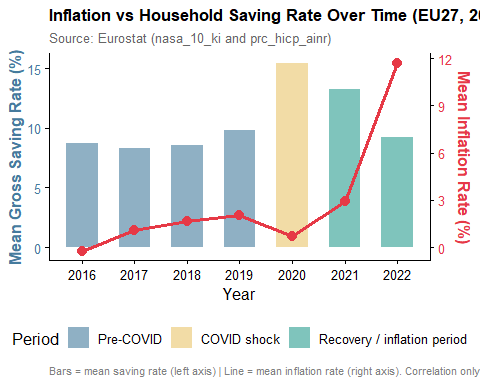 Inflation vs Household Saving Rate Over Time (EU27, 20
Source: Eurostat (nasa_10_ki and prc_hicp_ainr)
Mean Gross Saving Rate (%)
15
10
5
0
12
9
6
3
0
Mean Inflation Rate (%)
2016 2017 2018 2019 2020 2021 2022
Year
Period Pre-COVID COVID shock Recovery / inflation period
Bars = mean saving rate (left axis) | Line = mean inflation rate (right axis). Correlation only